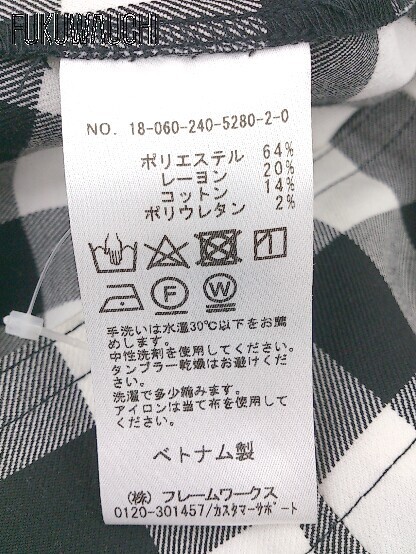 FUKUWAUCHI
NO. 18-060-240-5280-2-0
ポリエステル 64%
レーヨン 20%
コットン 14%
ポリウレタン 2%
F W
手洗いは水温30℃以下をお薦
めします。
中性洗剤を使用してください。
タンブラー乾燥はお避けくだ
さい。
洗濯で多少縮みます。
アイロンは当て布を使用して
ください。
ベトナム製
(株) フレームワークス
0120-301457/カスタマーサポート